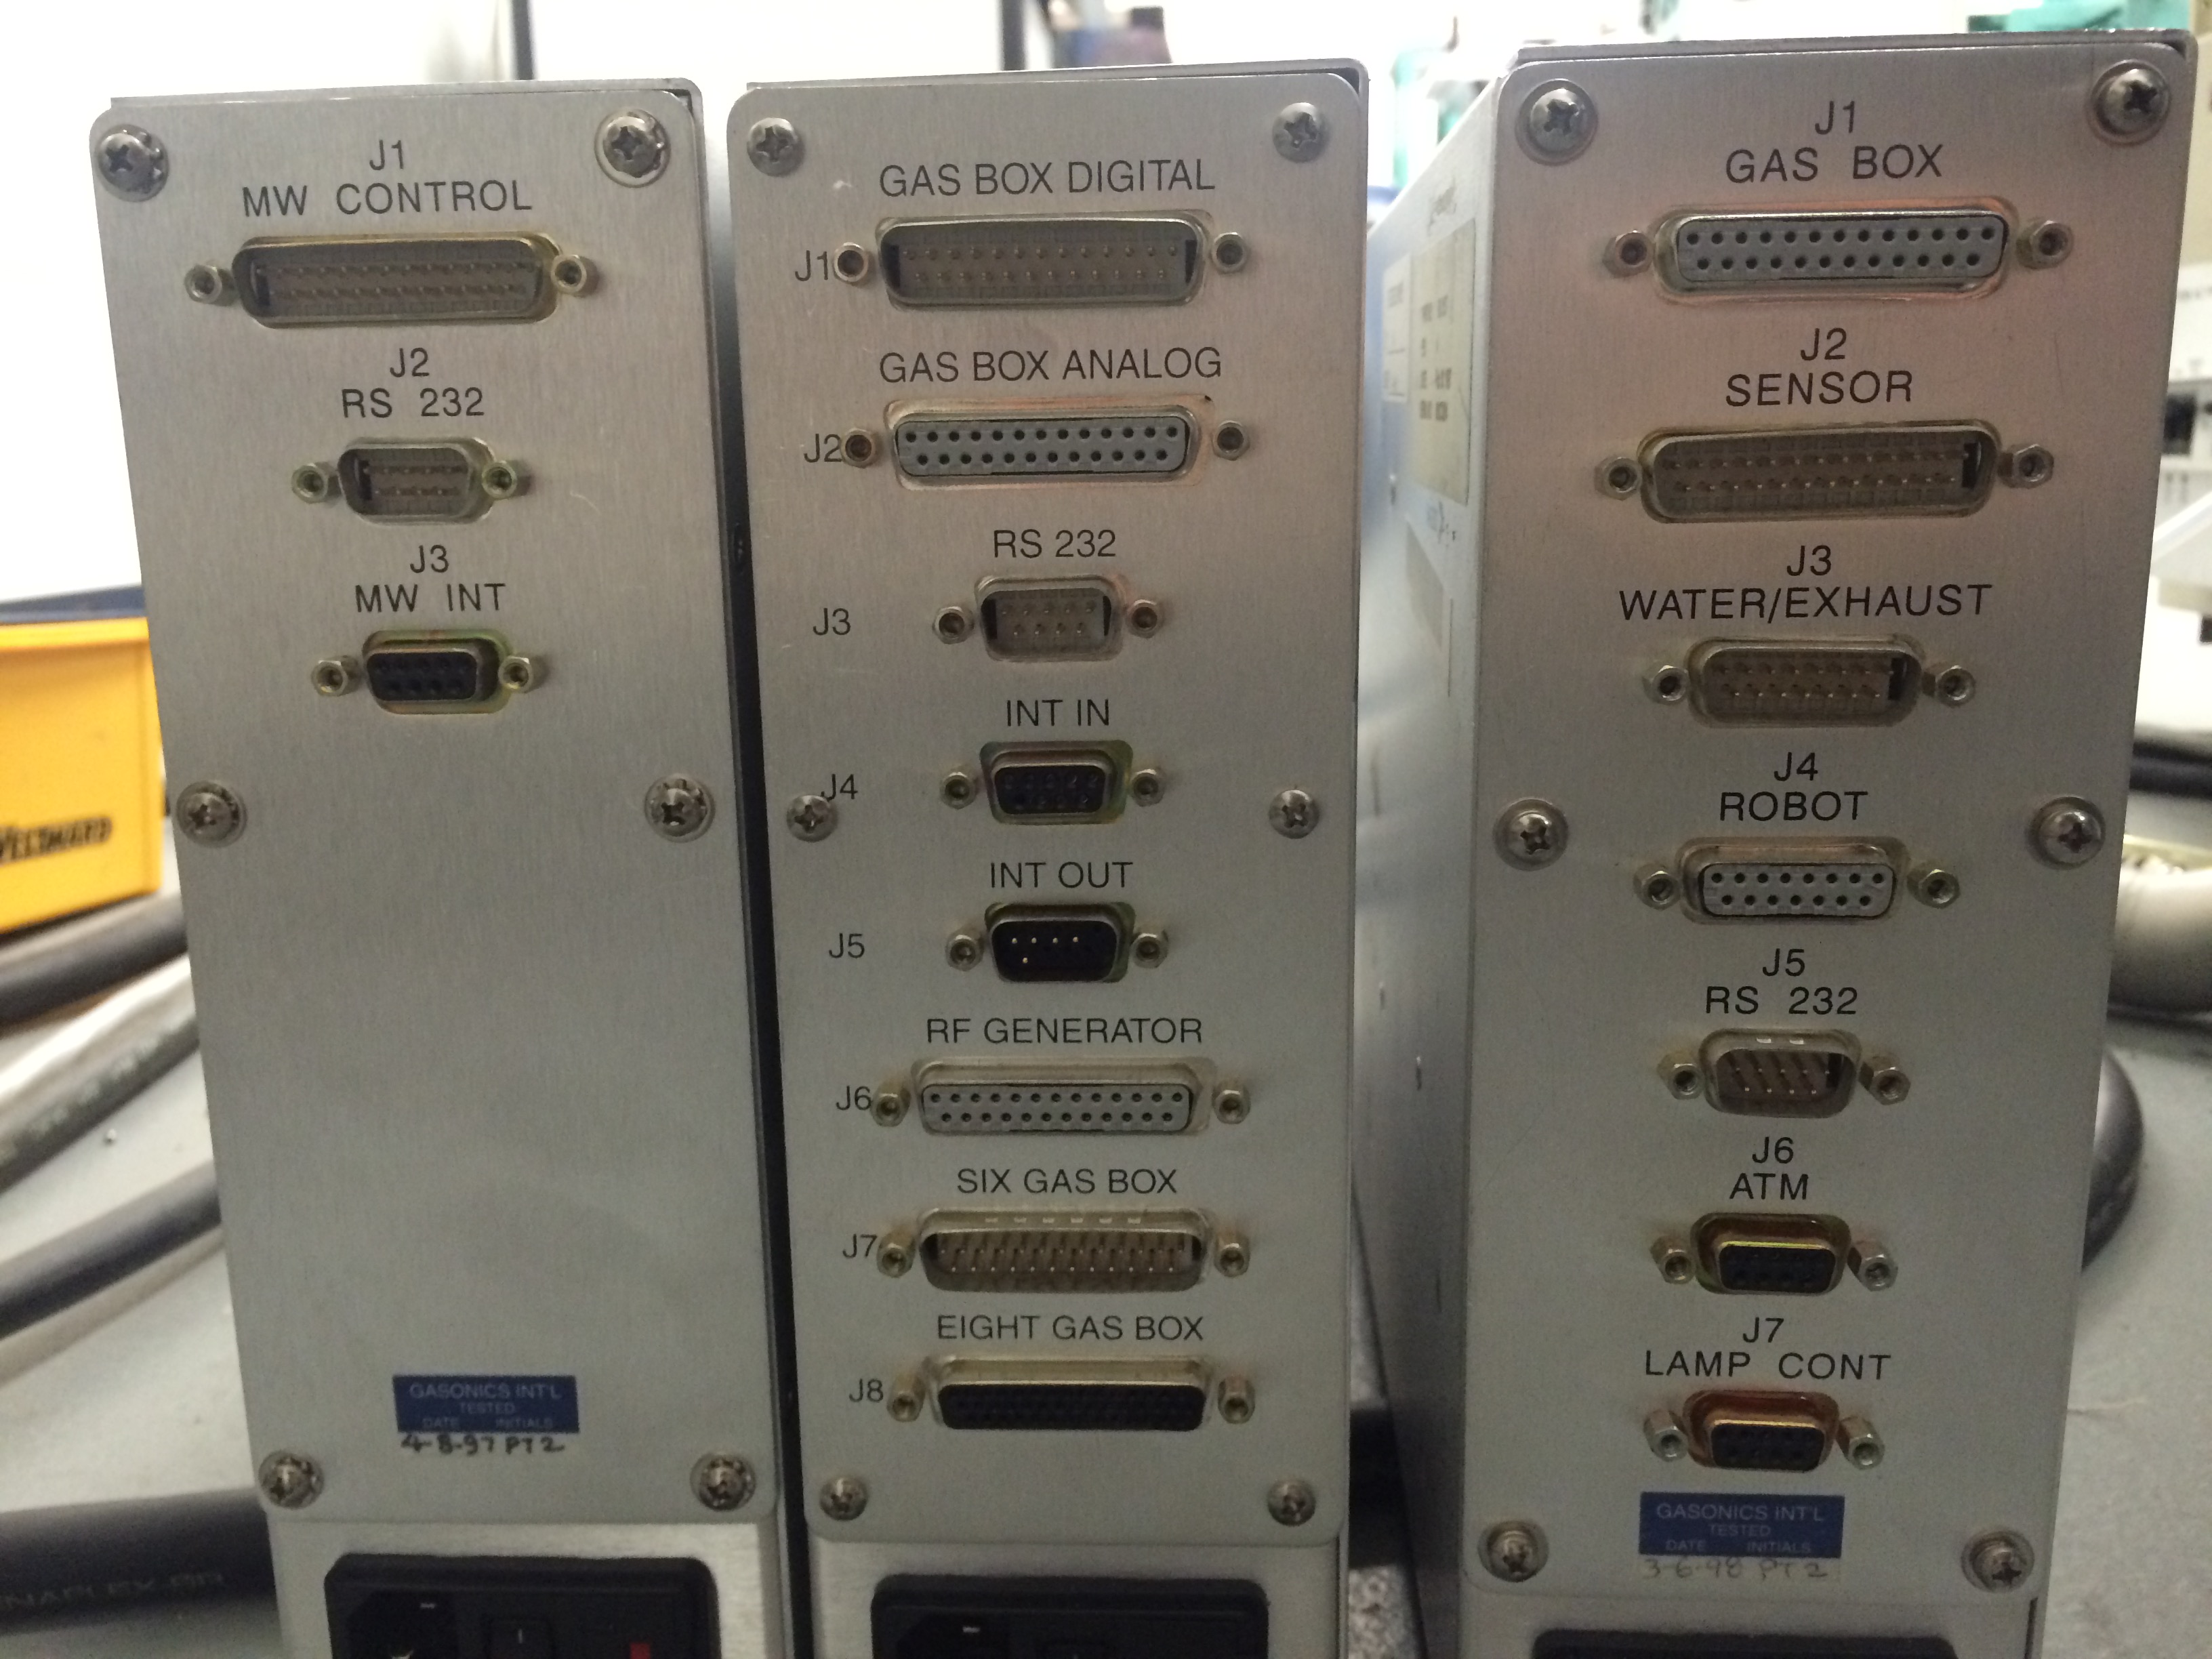 J1
MW CONTROL
J2
RS 232
J3
MW INT
GASONICS INT'L
TESTED
DATE INITIALS
4-8-97 PT2
GAS BOX DIGITAL
J1
GAS BOX ANALOG
J2
RS 232
J3
INT IN
J4
INT OUT
J5
RF GENERATOR
J6
SIX GAS BOX
J7
EIGHT GAS BOX
J8
J1
GAS BOX
J2
SENSOR
J3
WATER/EXHAUST
J4
ROBOT
J5
RS 232
J6
ATM
J7
LAMP CONT
GASONICS INT'L
TESTED
DATE INITIALS
3-6-98 PT2